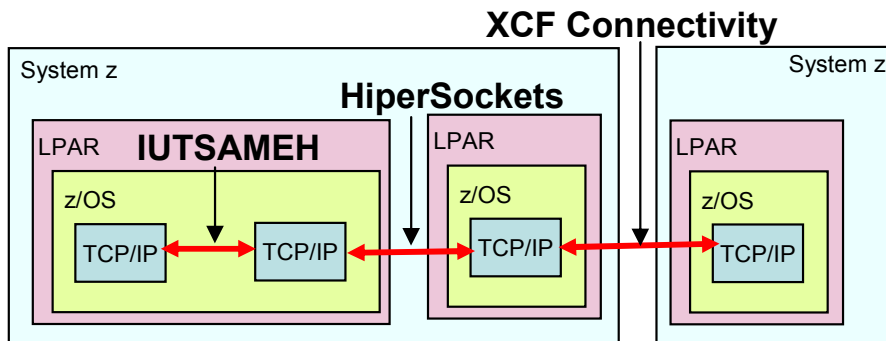 XCF Connectivity
System z
System z
HiperSockets
LPAR
IUTSAMEH
LPAR
LPAR
z/OS
z/OS
z/OS
TCP/IP
TCP/IP
TCP/IP
TCP/IP